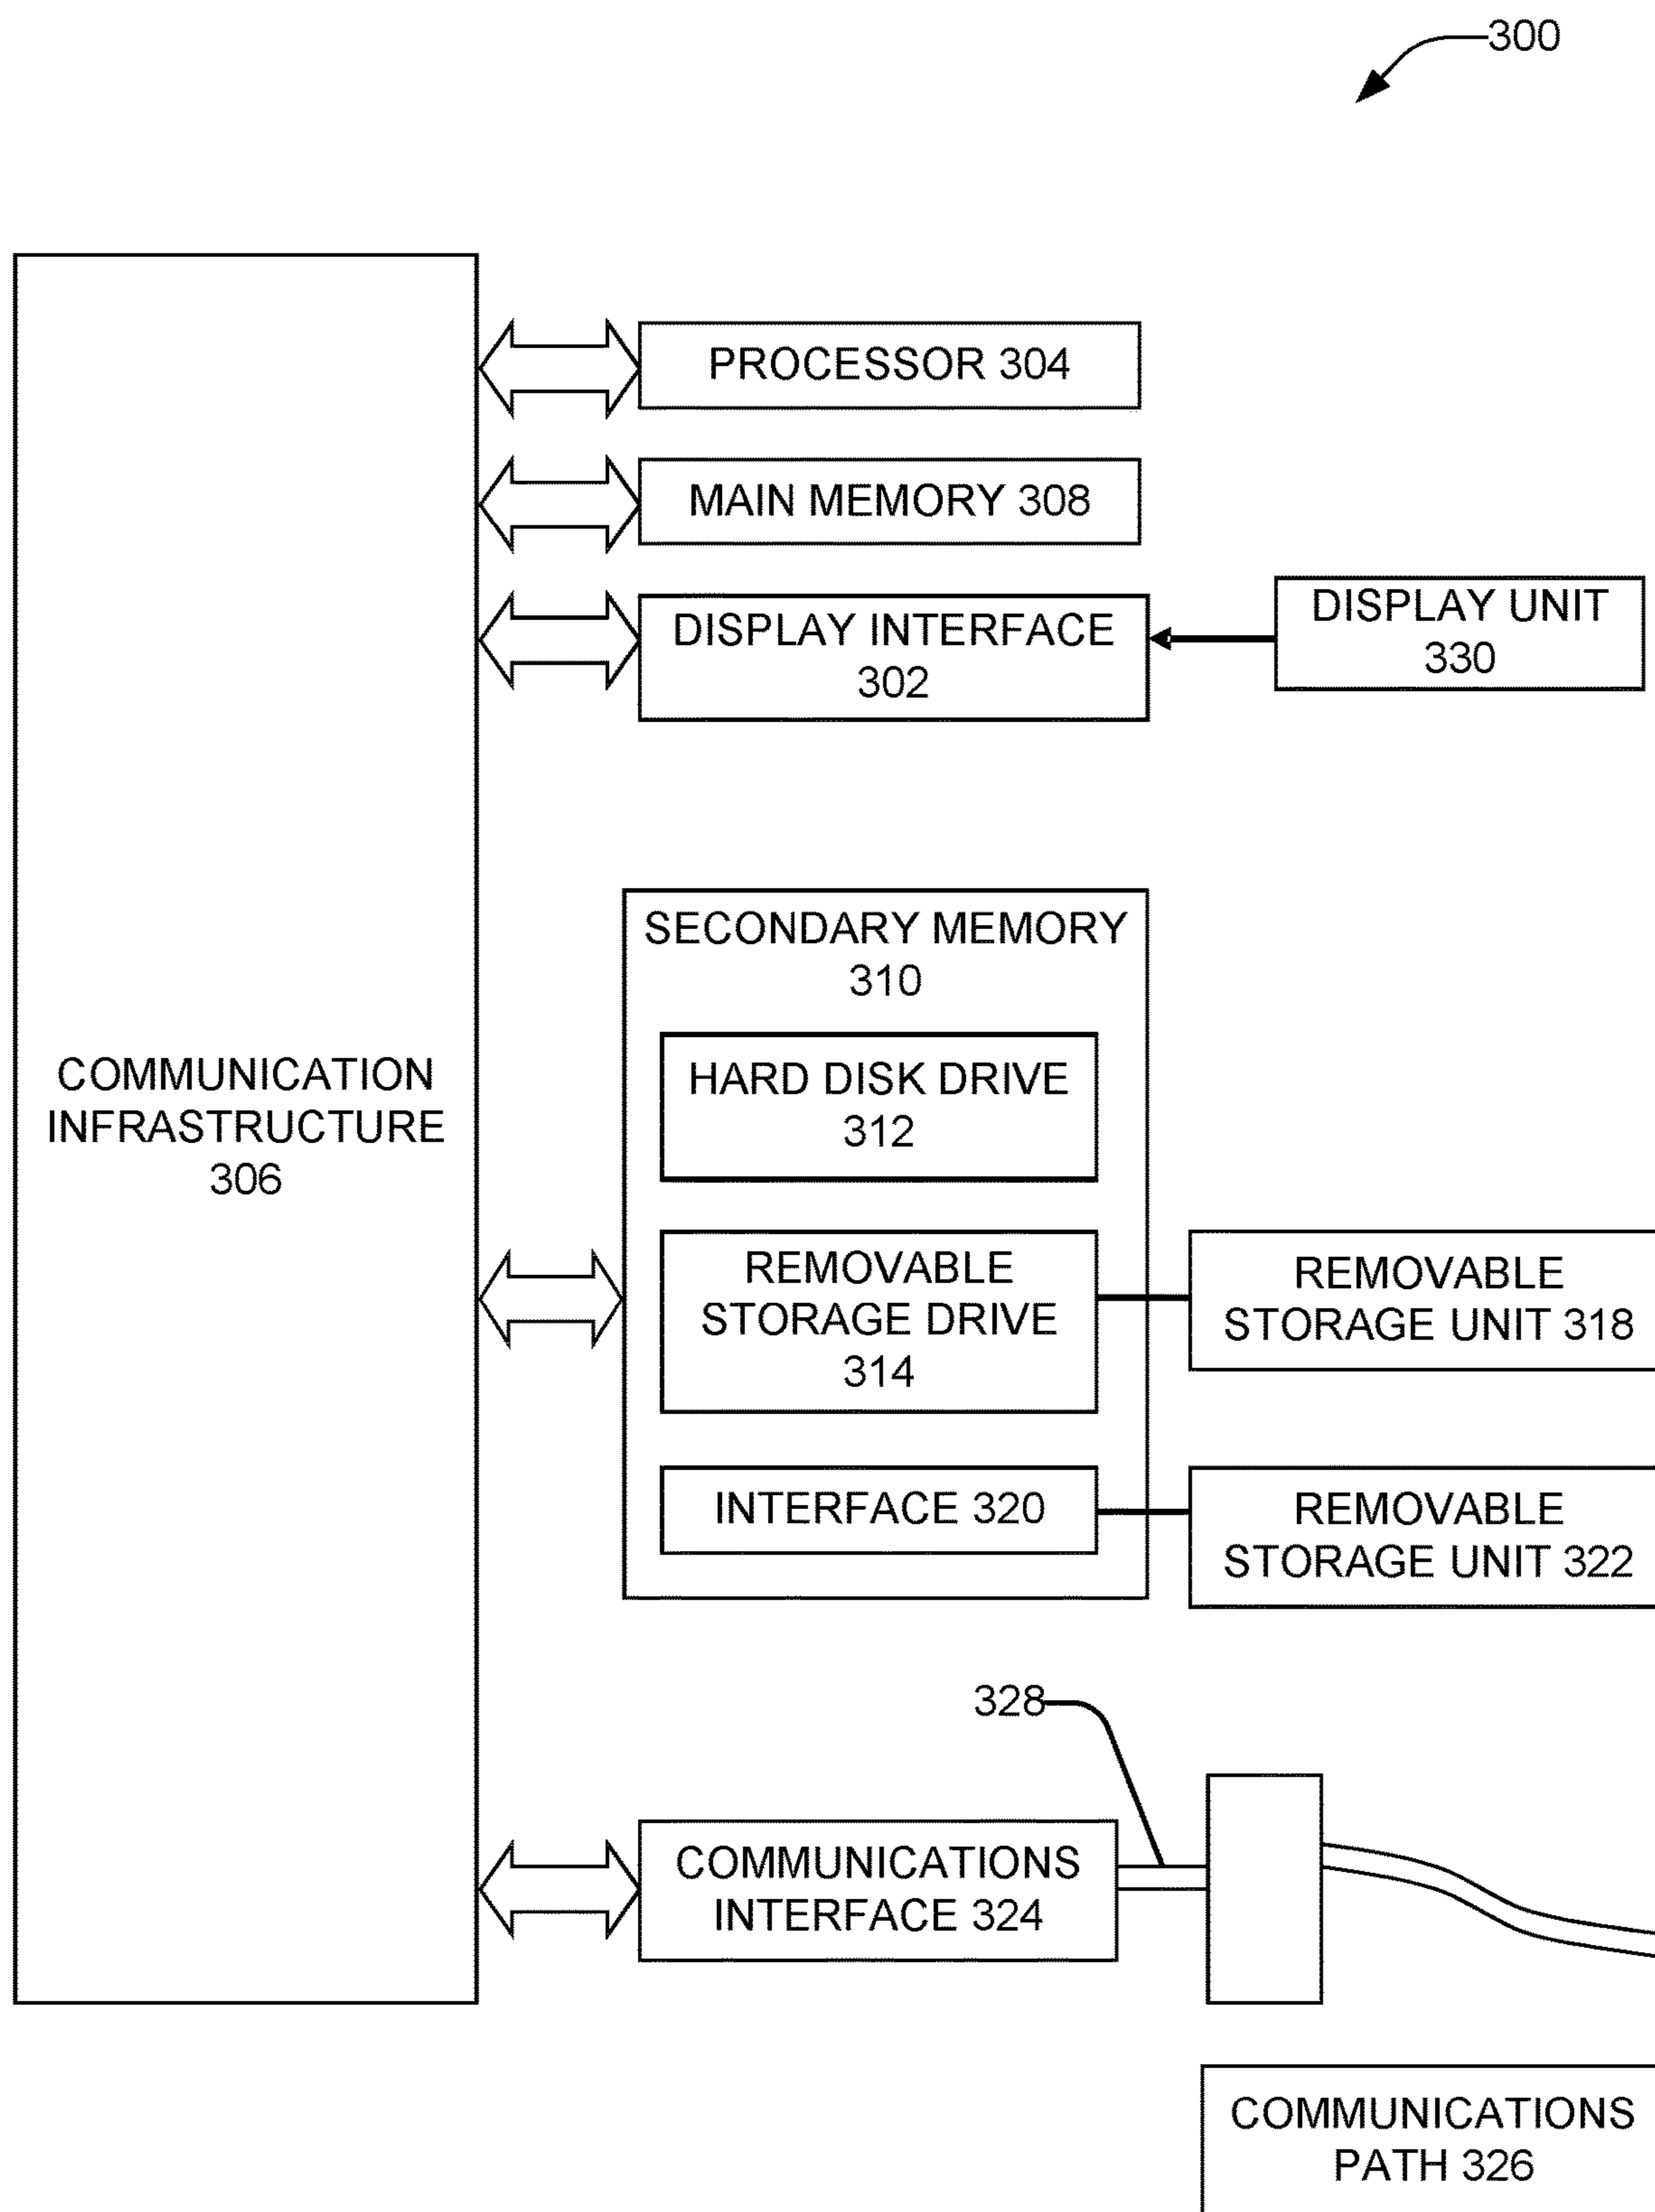 300
PROCESSOR 304
MAIN MEMORY 308
DISPLAY INTERFACE
302
DISPLAY UNIT
330
SECONDARY MEMORY
310
HARD DISK DRIVE
312
COMMUNICATION
INFRASTRUCTURE
306
REMOVABLE
STORAGE DRIVE
314
REMOVABLE
STORAGE UNIT 318
INTERFACE 320
REMOVABLE
STORAGE UNIT 322
328
COMMUNICATIONS
INTERFACE 324
COMMUNICATIONS
PATH 326